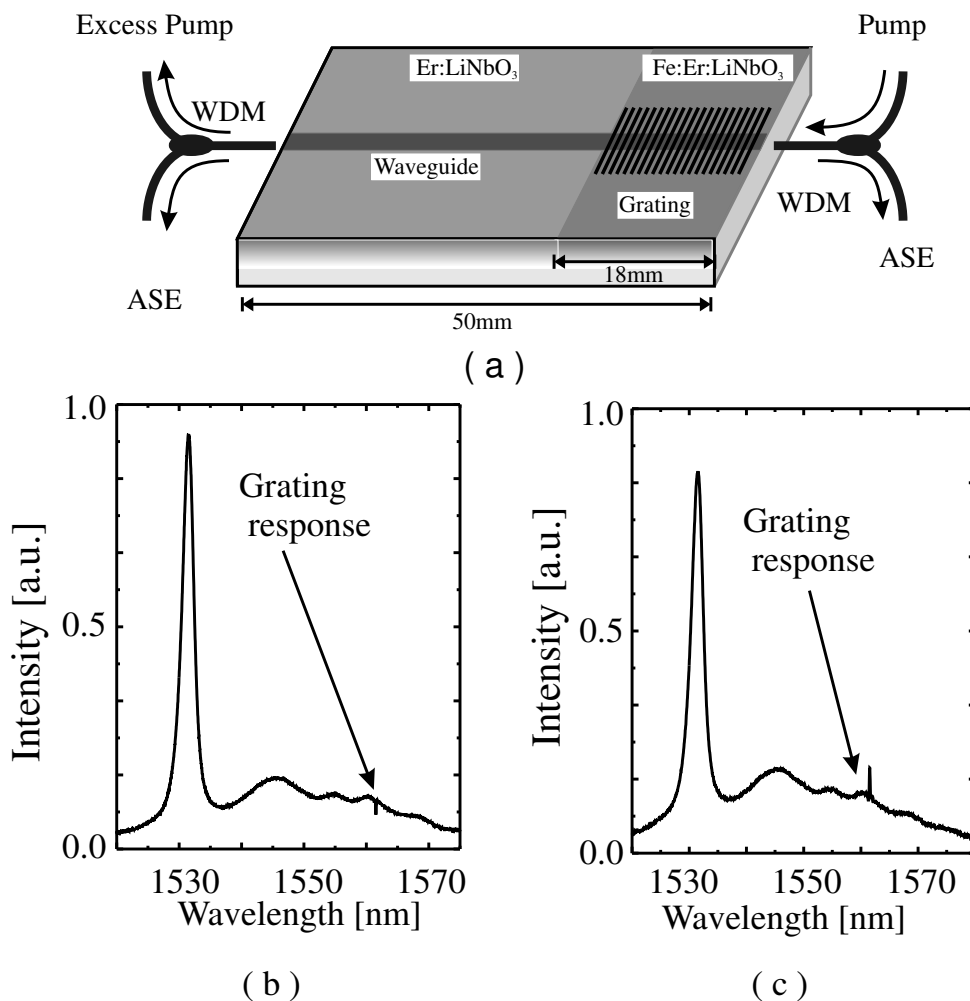 Excess Pump
Pump
Er:LiNbO3
Fe:Er:LiNbO3
WDM
Waveguide
Grating
WDM
ASE
ASE
18mm
50mm
( a )
1.0
0.5
0.0
Intensity [a.u.]
Grating
response
1530 1550 1570
Wavelength [nm]
( b )
1.0
0.5
0.0
Intensity [a.u.]
Grating
response
1530 1550 1570
Wavelength [nm]
( c )